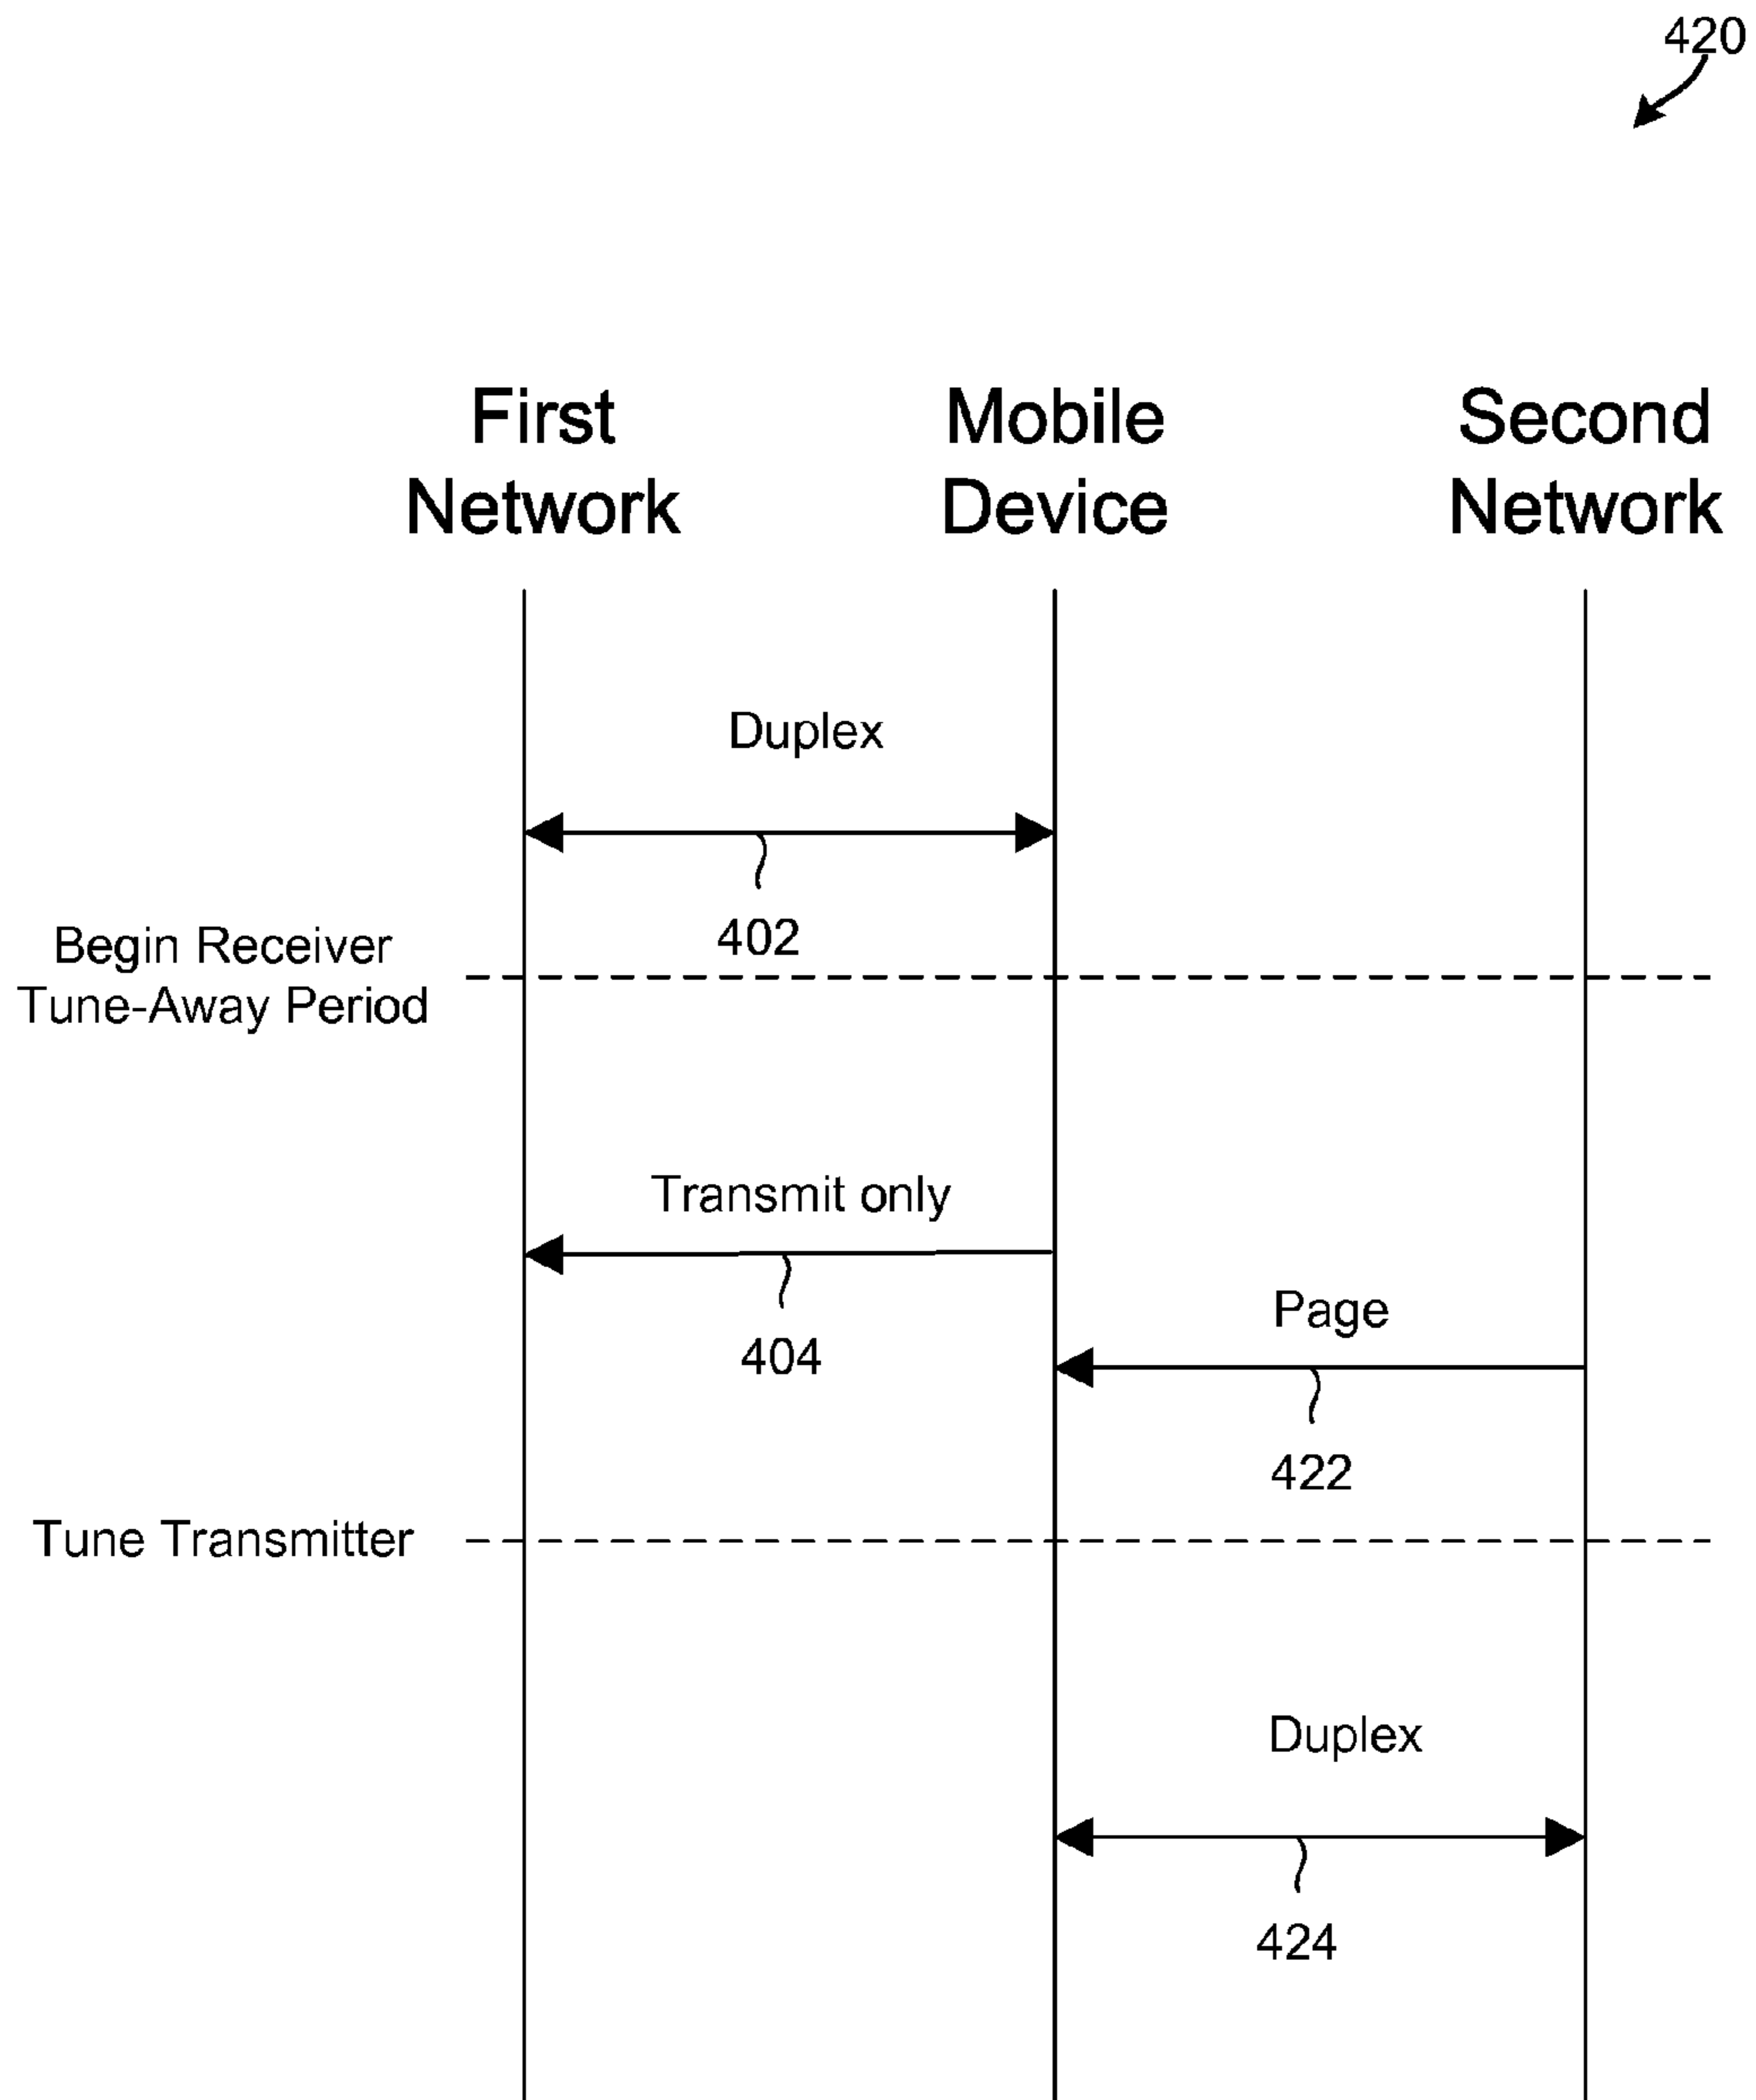 420
First
Network
Mobile
Device
Second
Network
Duplex
402
Begin Receiver
Tune-Away Period
Transmit only
404
Page
422
Tune Transmitter
Duplex
424